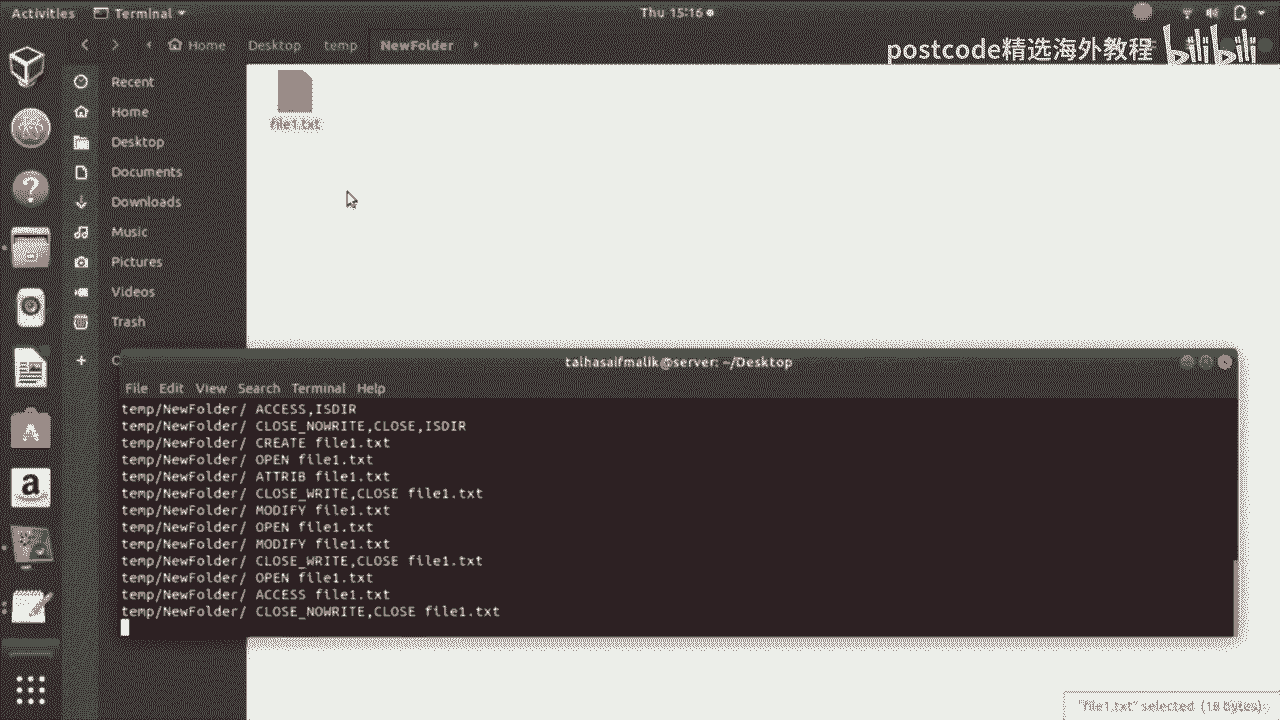 Activities Terminal Thu 15:16
Home Desktop temp NewFolder
postcode精选海外教程 bilibili
Recent
Home
Desktop
Documents
Downloads
Music
Pictures
Videos
Trash
file1.txt
talhasaifmalik@server: ~/Desktop
File Edit View Search Terminal Help
temp/NewFolder/ ACCESS,ISDIR
temp/NewFolder/ CLOSE_NOWRITE,CLOSE,ISDIR
temp/NewFolder/ CREATE file1.txt
temp/NewFolder/ OPEN file1.txt
temp/NewFolder/ ATTRIB file1.txt
temp/NewFolder/ CLOSE_WRITE,CLOSE file1.txt
temp/NewFolder/ MODIFY file1.txt
temp/NewFolder/ OPEN file1.txt
temp/NewFolder/ MODIFY file1.txt
temp/NewFolder/ CLOSE_WRITE,CLOSE file1.txt
temp/NewFolder/ OPEN file1.txt
temp/NewFolder/ ACCESS file1.txt
temp/NewFolder/ CLOSE_NOWRITE,CLOSE file1.txt
"file1.txt" selected (18 bytes)